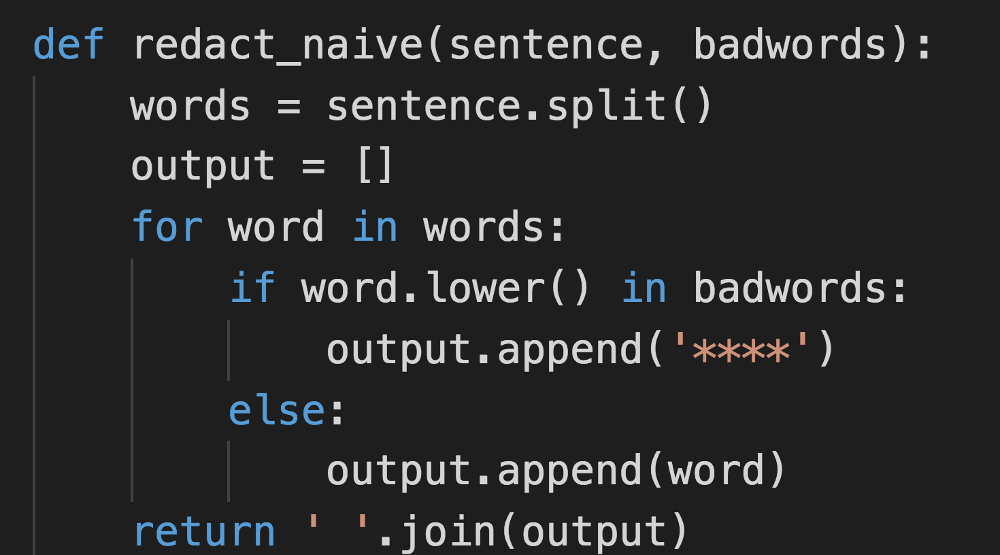 def redact_naive(sentence, badwords):
    words = sentence.split()
    output = []
    for word in words:
        if word.lower() in badwords:
            output.append('****')
        else:
            output.append(word)
    return ' '.join(output)